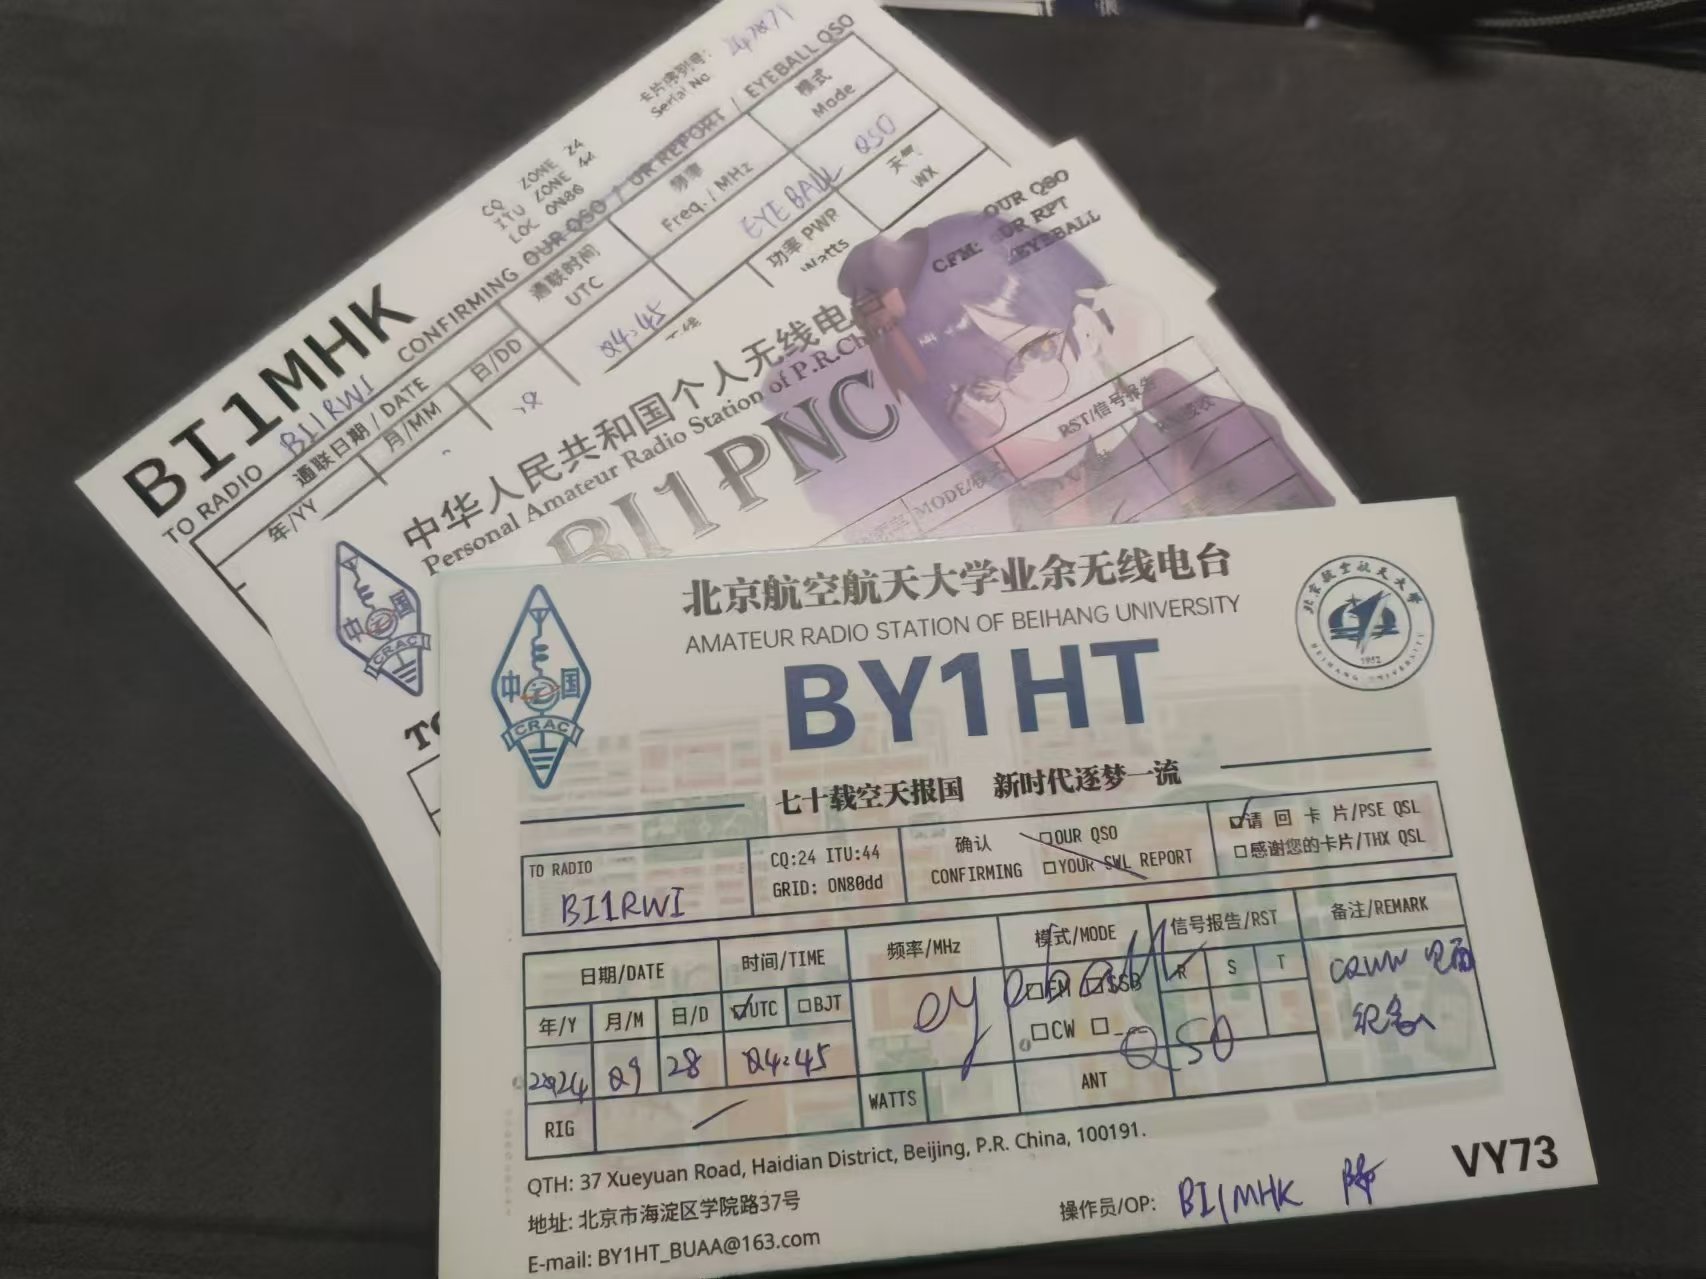 卡片序列号:
Serial No.
CQ ZONE 24
ITU ZONE 44
LOC ON80
BI1MHK
CONFIRMING OUR QSO / UR REPORT / EYEBALL QSO
TO RADIO BI1RWI
通联日期/DATE
年/YY 月/MM 日/DD
通联时间
UTC
频率
Freq./MHz
模式
Mode
04:45
EYEBALL QSO
功率 PWR
Watts
天气
WX
CFM: OUR QSO
UR RPT
EYEBALL
中华人民共和国个人无线电台
Personal Amateur Radio Station of P.R.China
BI1PNC
RST/信号报告
中国
CRAC
北京航空航天大学业余无线电台
AMATEUR RADIO STATION OF BEIHANG UNIVERSITY
BY1HT
中国
CRAC
北京航空航天大学
BEIHANG UNIVERSITY
1952
七十载空天报国 新时代逐梦一流
TO RADIO
BI1RWI
CQ:24 ITU:44
GRID: ON80dd
确认
CONFIRMING
□OUR QSO
□YOUR SWL REPORT
☑请回卡片/PSE QSL
□感谢您的卡片/THX QSL
日期/DATE 时间/TIME 频率/MHz 模式/MODE 信号报告/RST 备注/REMARK
年/Y 月/M 日/D ☑UTC □BJT □FM □SSB R S T
□CW □_
2024 09 28 04:45 eyeball QSO
CQWW
纪念
RIG WATTS ANT
QTH: 37 Xueyuan Road, Haidian District, Beijing, P.R. China, 100191.
地址: 北京市海淀区学院路37号
E-mail: BY1HT_BUAA@163.com
操作员/OP: BI1MHK
VY73